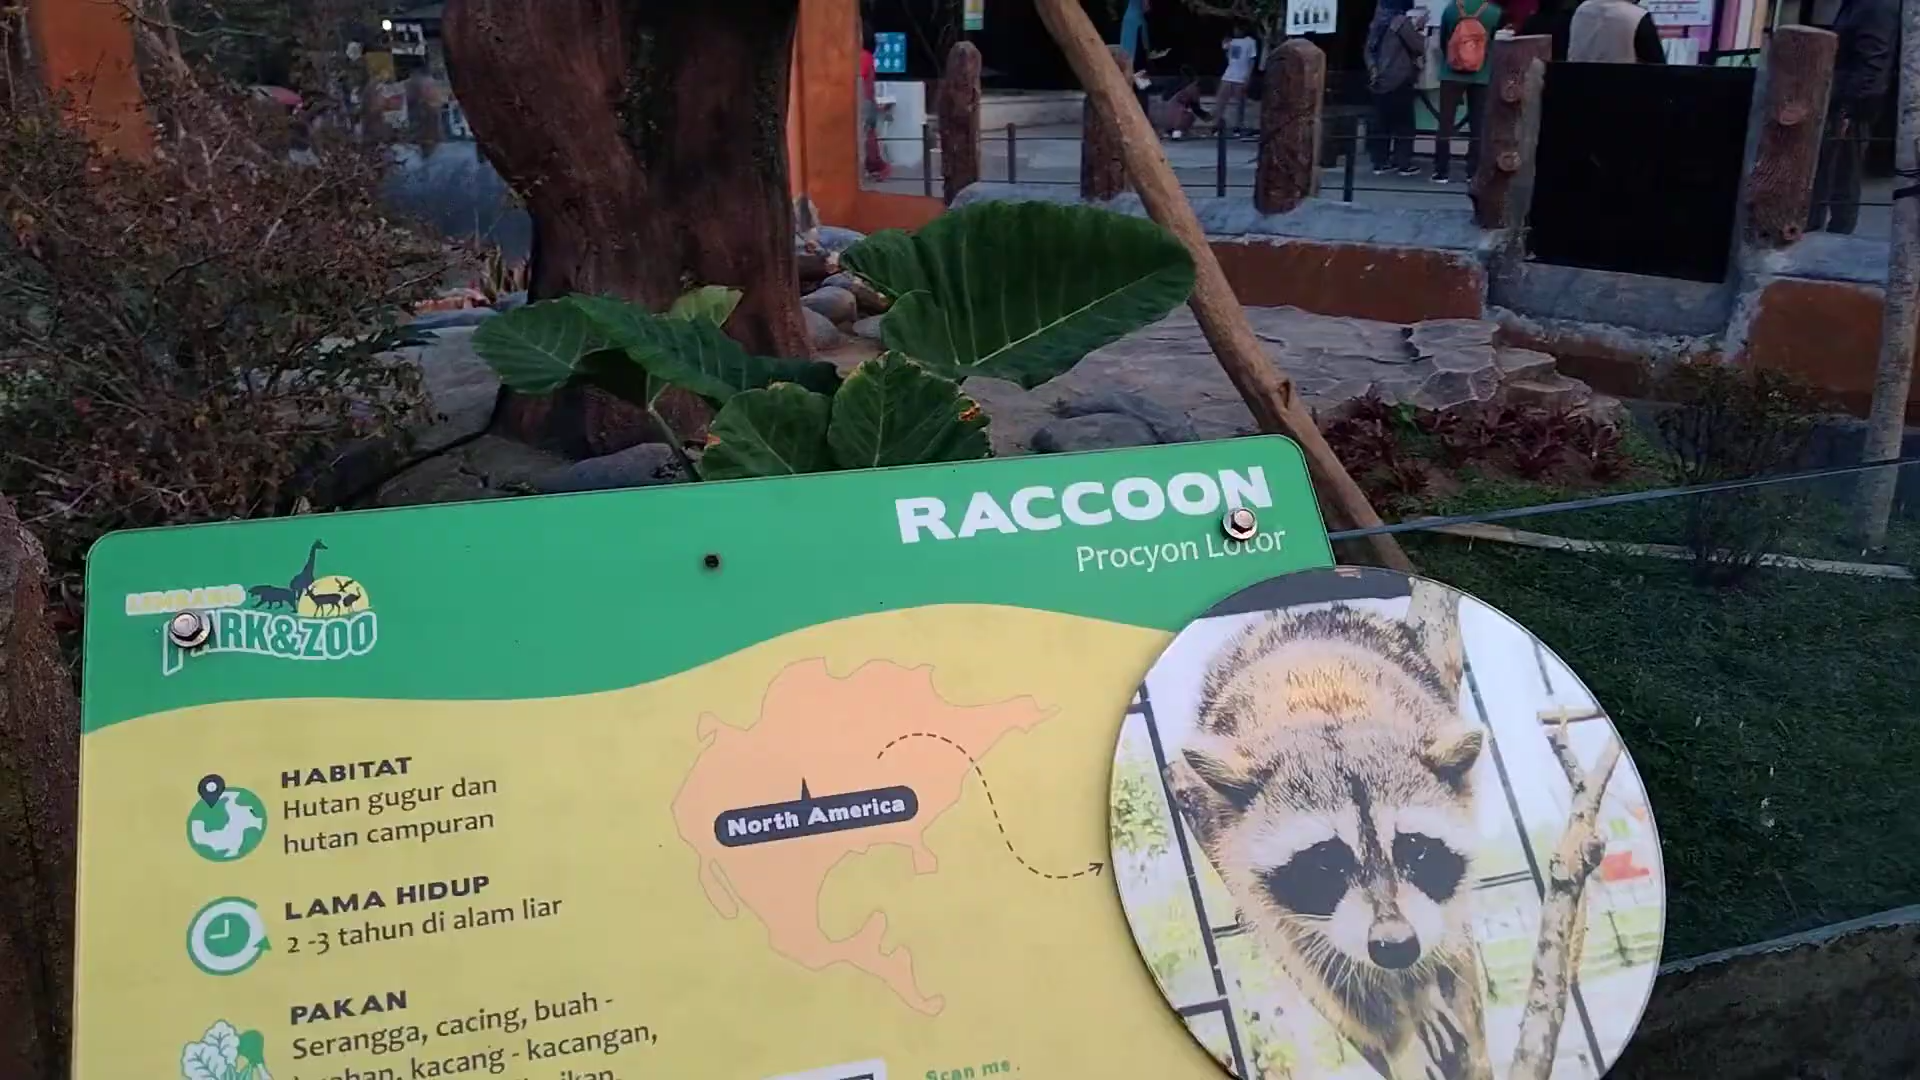 RACCOON
Procyon Lotor
LEMBANG
PARK&ZOO
HABITAT
Hutan gugur dan
hutan campuran
North America
LAMA HIDUP
2 -3 tahun di alam liar
PAKAN
Serangga, cacing, buah -
kacang - kacangan,
Scan me.